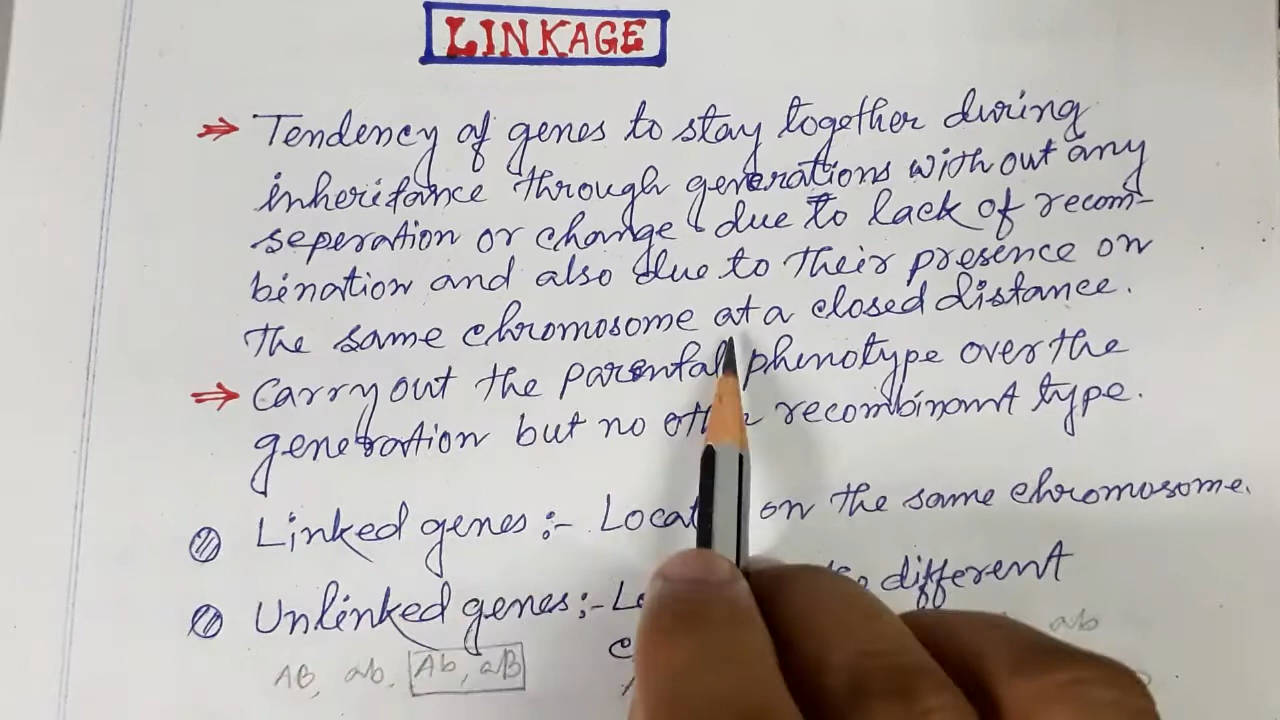 LINKAGE
⇒ Tendency of genes to stay together during
inheritance through generations without any
seperation or change due to lack of recom-
bination and also due to their presence on
the same chromosome at a closed distance.
⇒ Carry out the parental phenotype over the
generation but no recombinant type.
Linked genes :- on the same chromosome.
Unlinked genes :- different
AB, ab, Ab, aB
ab